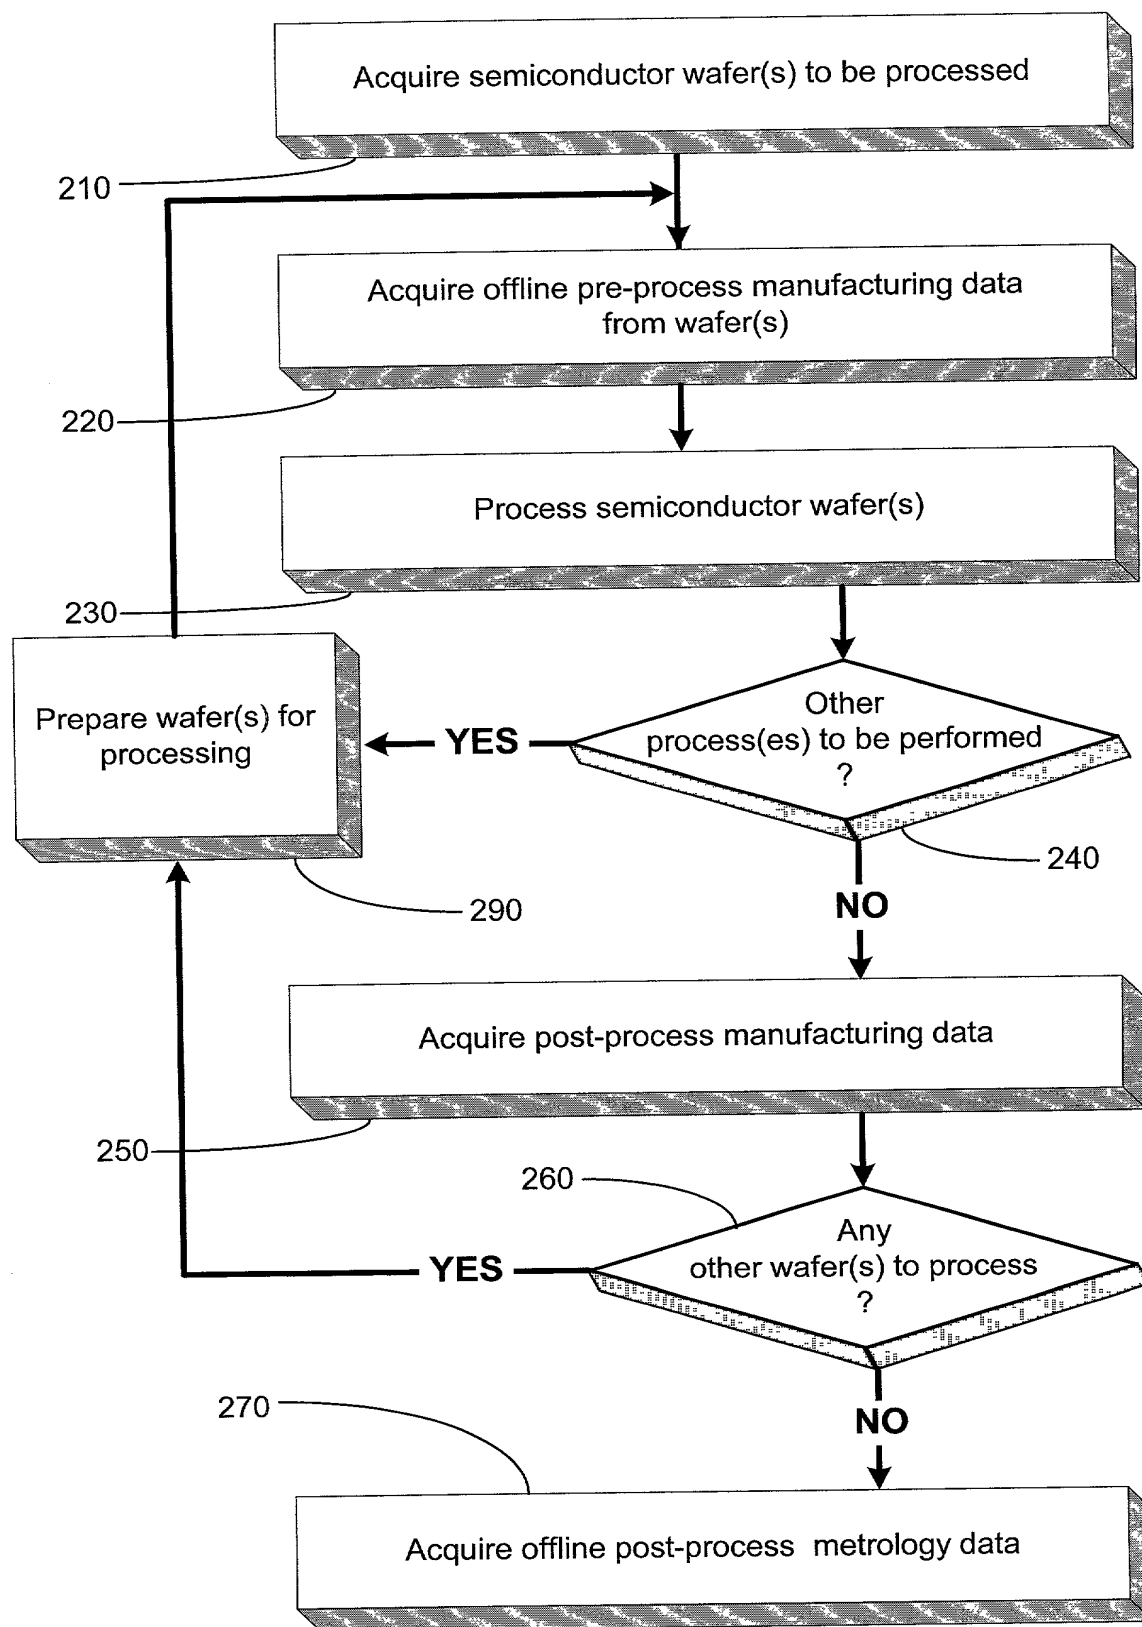 Acquire semiconductor wafer(s) to be processed
210
Acquire offline pre-process manufacturing data
from wafer(s)
220
Process semiconductor wafer(s)
230
Prepare wafer(s) for
processing
YES
Other
process(es) to be performed
?
240
290
NO
Acquire post-process manufacturing data
250
260
Any
other wafer(s) to process
?
YES
270
NO
Acquire offline post-process metrology data